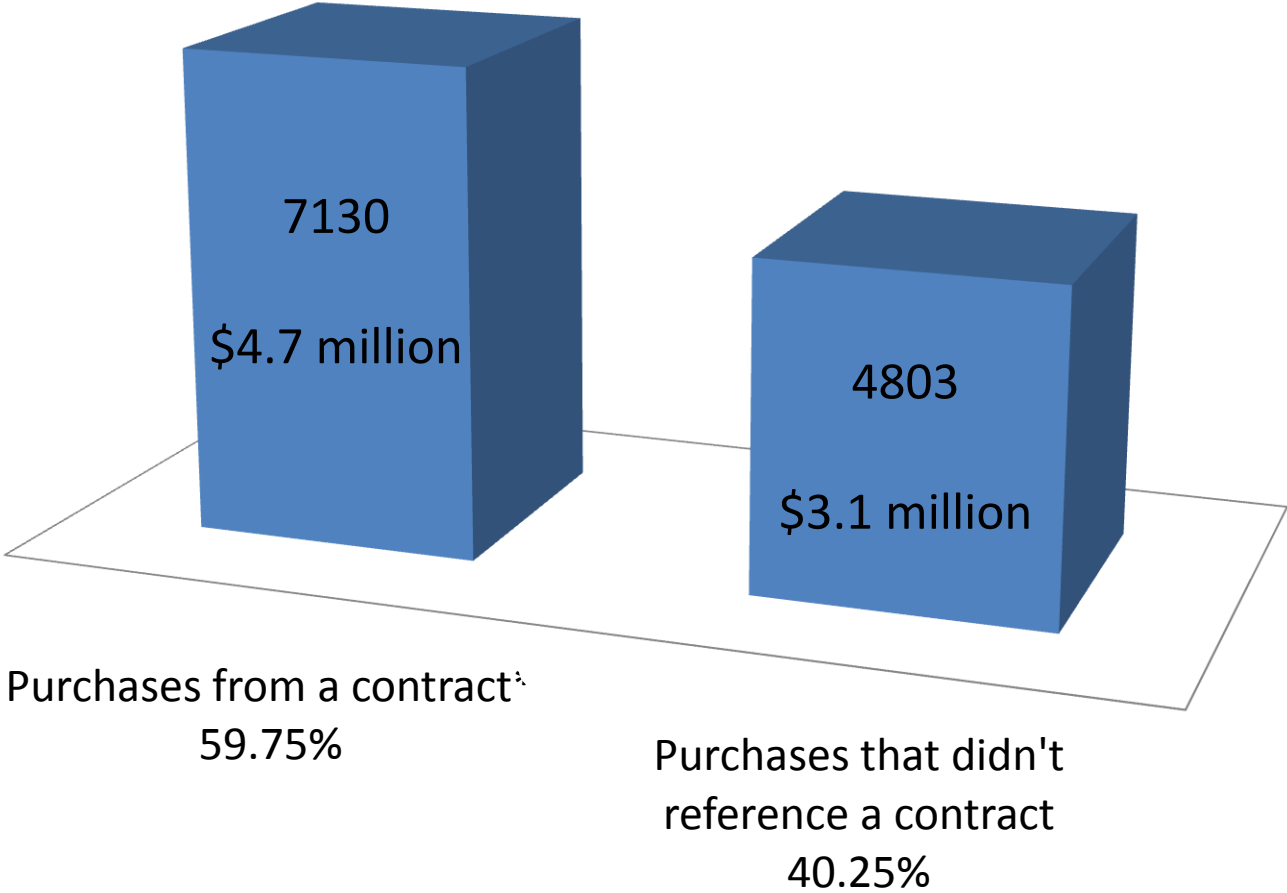 7130
$4.7 million
4803
$3.1 million
Purchases from a contract*
59.75%
Purchases that didn't
reference a contract
40.25%